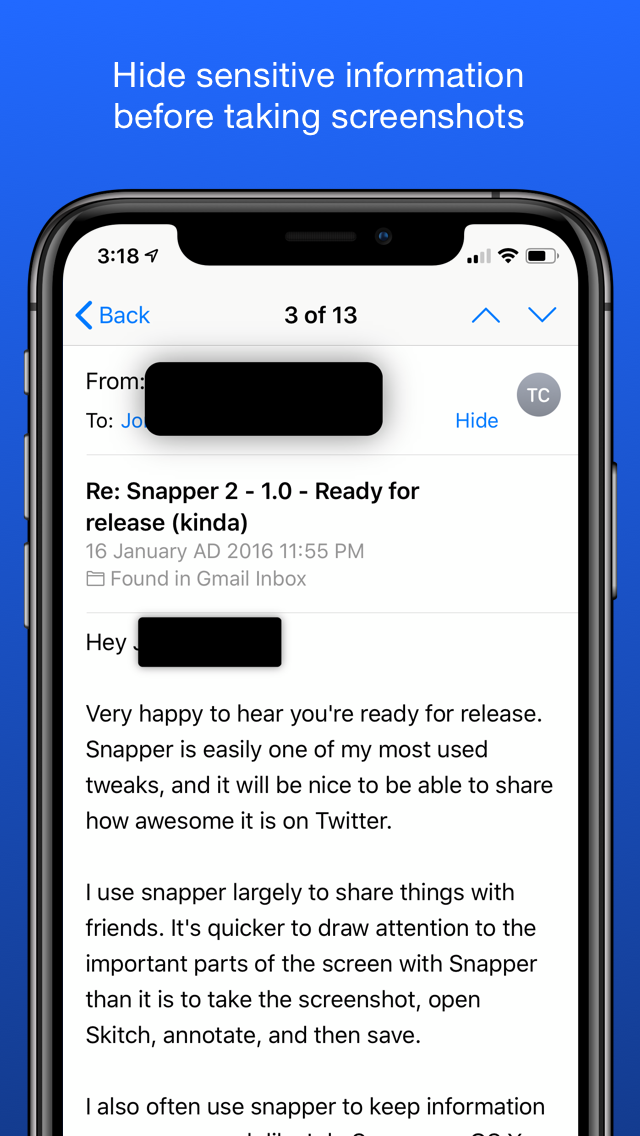 Hide sensitive information
before taking screenshots
3:18
Back
3 of 13
From:
TC
To: Jo
Hide
Re: Snapper 2 - 1.0 - Ready for
release (kinda)
16 January AD 2016 11:55 PM
Found in Gmail Inbox
Hey
Very happy to hear you're ready for release.
Snapper is easily one of my most used
tweaks, and it will be nice to be able to share
how awesome it is on Twitter.
I use snapper largely to share things with
friends. It's quicker to draw attention to the
important parts of the screen with Snapper
than it is to take the screenshot, open
Skitch, annotate, and then save.
I also often use snapper to keep information